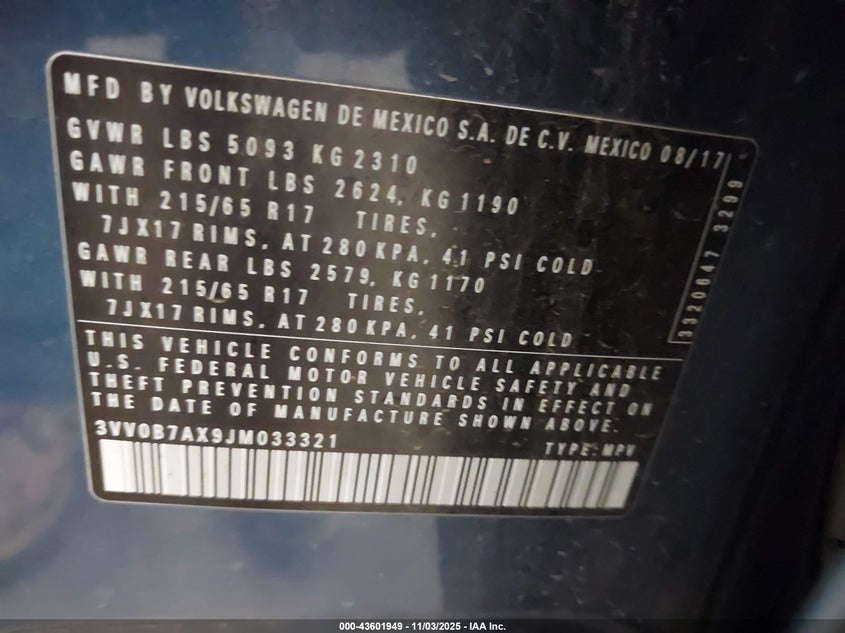 MFD BY VOLKSWAGEN DE MEXICO S.A. DE C.V. MEXICO 08/17
GVWR LBS 5093 KG 2310
GAWR FRONT LBS 2624, KG 1190
WITH 215/65 R17 TIRES,
7JX17 RIMS, AT 280 KPA, 41 PSI COLD
GAWR REAR LBS 2579, KG 1170
WITH 215/65 R17 TIRES,
7JX17 RIMS, AT 280 KPA, 41 PSI COLD
3320647 3299
THIS VEHICLE CONFORMS TO ALL APPLICABLE
U.S. FEDERAL MOTOR VEHICLE SAFETY AND
THEFT PREVENTION STANDARDS IN EFFECT ON
THE DATE OF MANUFACTURE SHOWN ABOVE.
3VV0B7AX9JM033321
TYPE: MPV
000-43601949 - 11/03/2025 - IAA Inc.